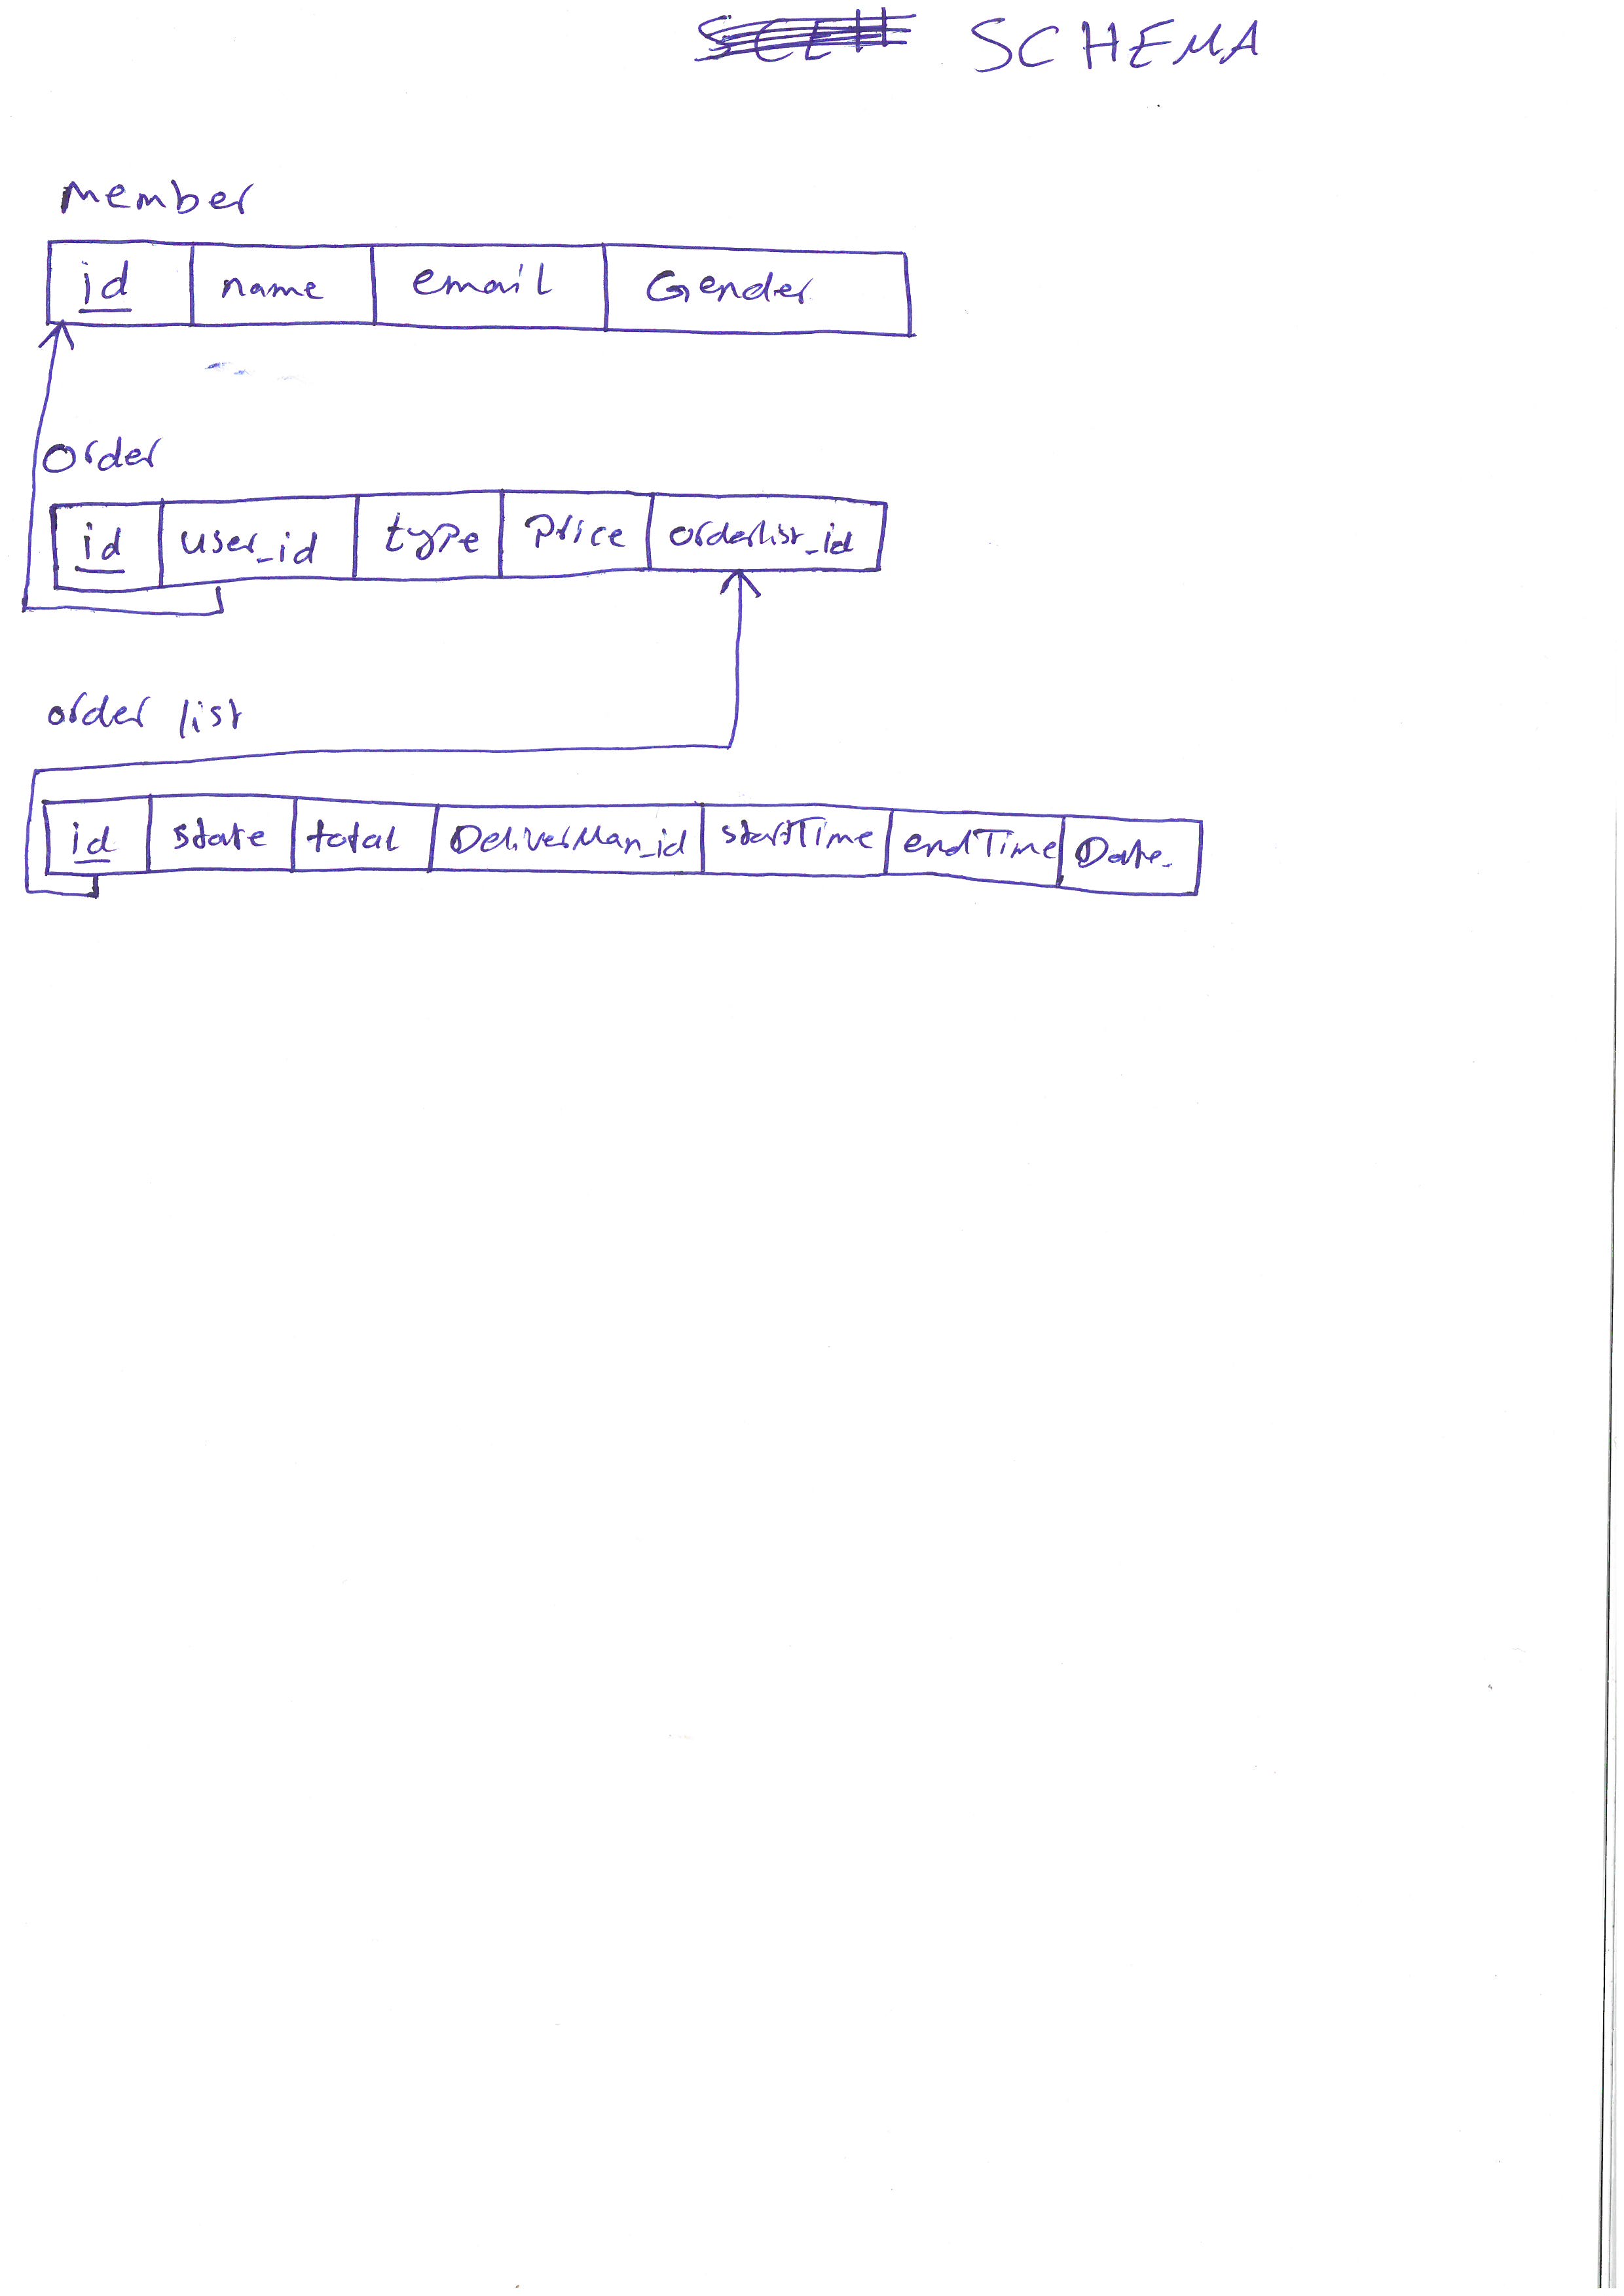 SCHEMA
Member
id name email Gender
Order
id user_id type Price orderlist_id
order list
id state total DeliverMan_id startTime endTime Date